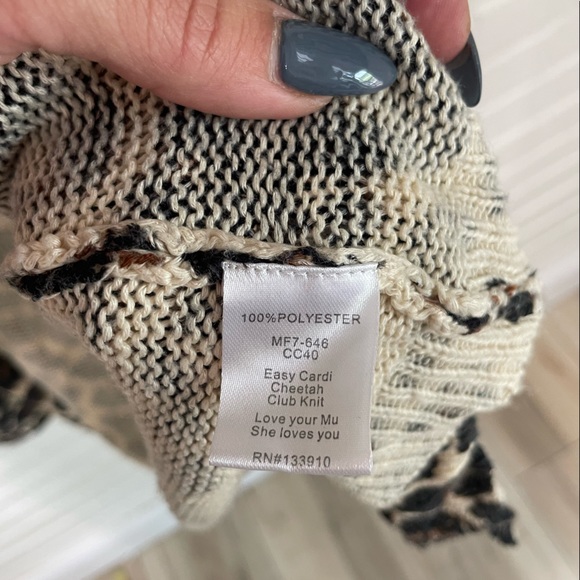 100%POLYESTER
MF7-646
CC40
Easy Cardi
Cheetah
Club Knit
Love your Mu
She loves you
RN#133910